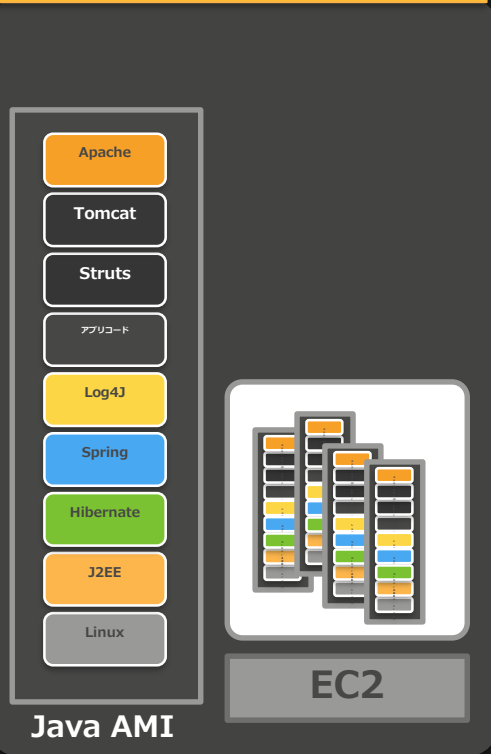 Apache
Tomcat
Struts
アプリコード
Log4J
Spring
Hibernate
J2EE
Linux
Java AMI
EC2